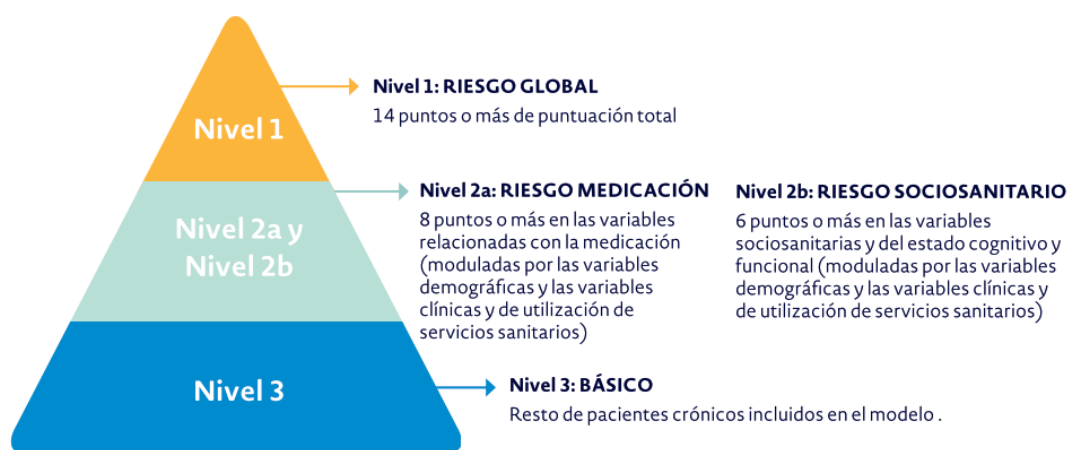 Nivel 1
Nivel 1: RIESGO GLOBAL
14 puntos o más de puntuación total
Nivel 2a y
Nivel 2b
Nivel 2a: RIESGO MEDICACIÓN
8 puntos o más en las variables
relacionadas con la medicación
(moduladas por las variables
demográficas y las variables
clínicas y de utilización de
servicios sanitarios)
Nivel 2b: RIESGO SOCIOSANITARIO
6 puntos o más en las variables
sociosanitarias y del estado cognitivo y
funcional (moduladas por las variables
demográficas y las variables clínicas y
de utilización de servicios sanitarios)
Nivel 3
Nivel 3: BÁSICO
Resto de pacientes crónicos incluidos en el modelo .